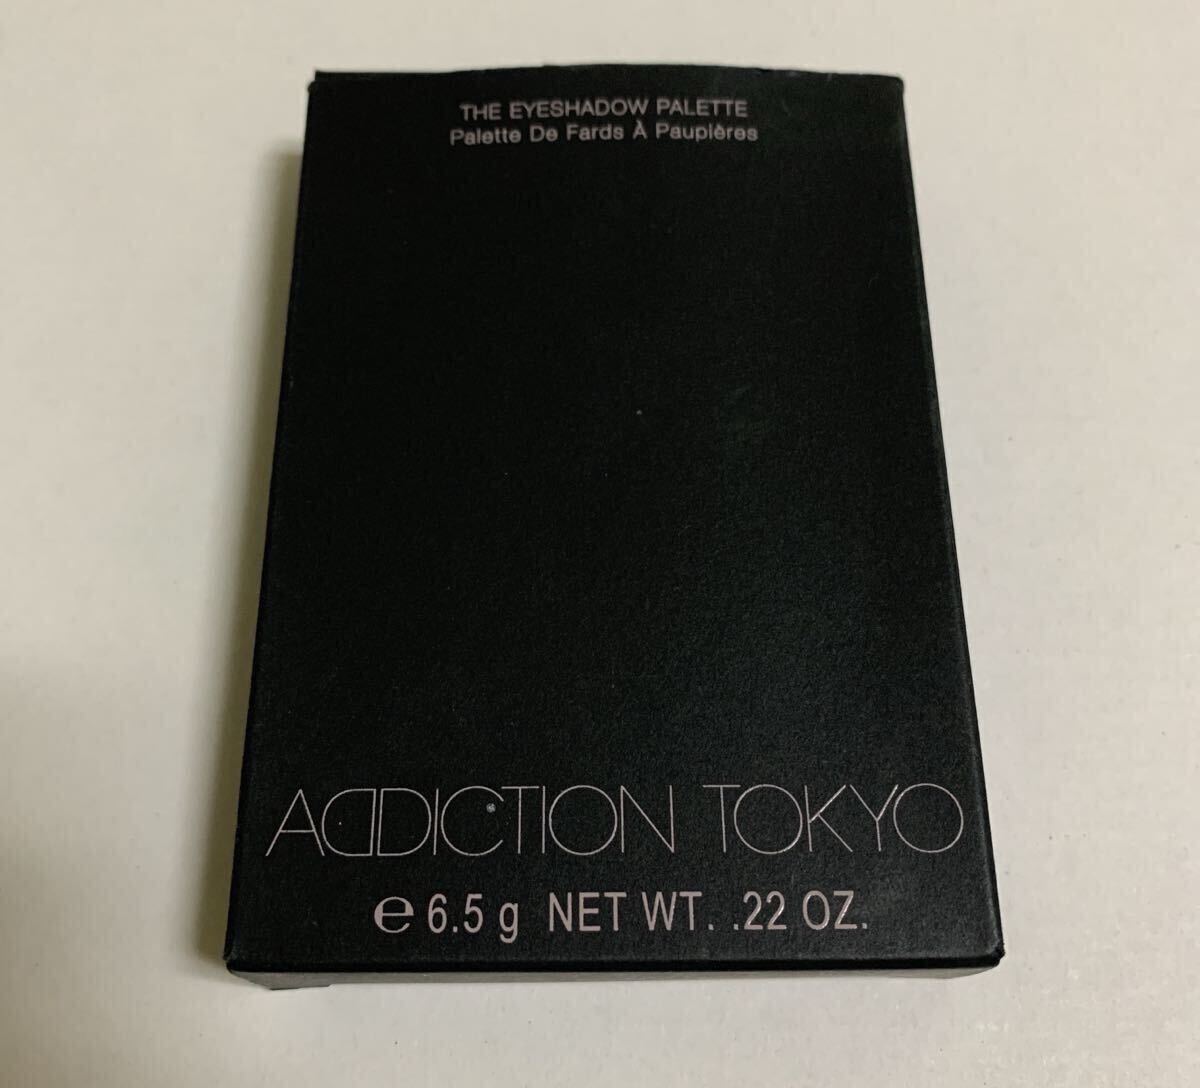 THE EYESHADOW PALETTE
Palette De Fards À Paupières
ADDICTION TOKYO
℮ 6.5 g NET WT. .22 OZ.